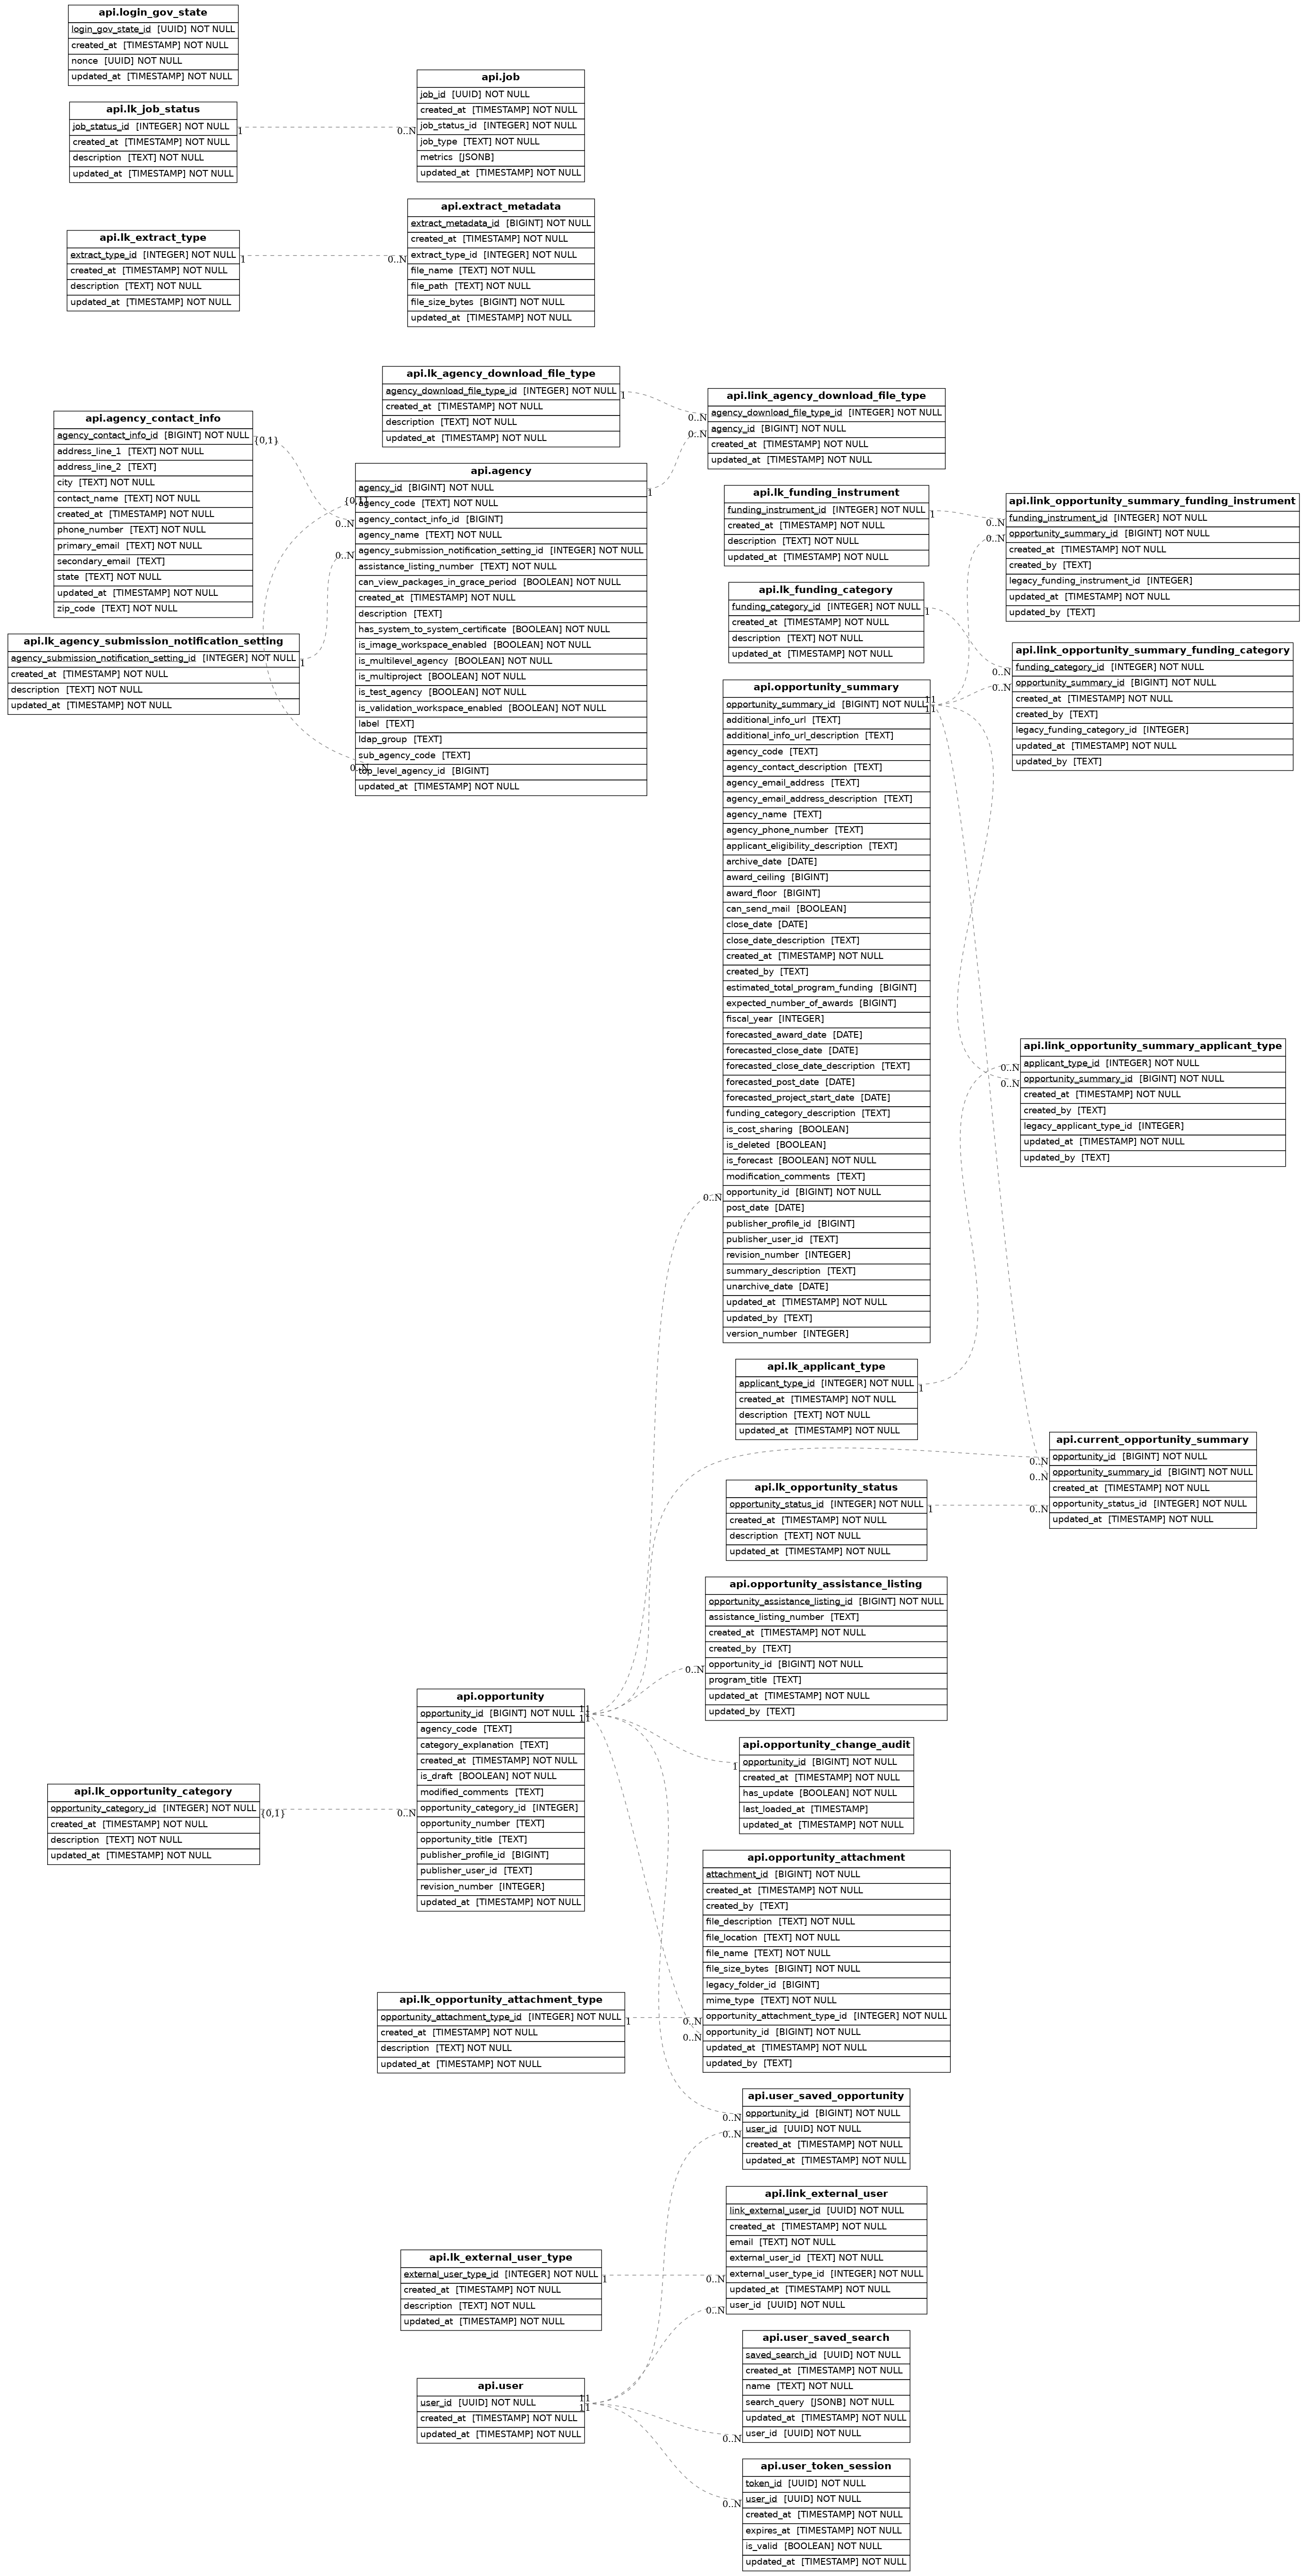 api.login_gov_state
login_gov_state_id [UUID] NOT NULL
created_at [TIMESTAMP] NOT NULL
nonce [UUID] NOT NULL
updated_at [TIMESTAMP] NOT NULL
api.job
job_id [UUID] NOT NULL
created_at [TIMESTAMP] NOT NULL
job_status_id [INTEGER] NOT NULL
job_type [TEXT] NOT NULL
metrics [JSONB]
updated_at [TIMESTAMP] NOT NULL
api.lk_job_status
job_status_id [INTEGER] NOT NULL
created_at [TIMESTAMP] NOT NULL
description [TEXT] NOT NULL
updated_at [TIMESTAMP] NOT NULL
1
0..N
api.extract_metadata
extract_metadata_id [BIGINT] NOT NULL
created_at [TIMESTAMP] NOT NULL
extract_type_id [INTEGER] NOT NULL
file_name [TEXT] NOT NULL
file_path [TEXT] NOT NULL
file_size_bytes [BIGINT] NOT NULL
updated_at [TIMESTAMP] NOT NULL
api.lk_extract_type
extract_type_id [INTEGER] NOT NULL
created_at [TIMESTAMP] NOT NULL
description [TEXT] NOT NULL
updated_at [TIMESTAMP] NOT NULL
1
0..N
api.lk_agency_download_file_type
agency_download_file_type_id [INTEGER] NOT NULL
created_at [TIMESTAMP] NOT NULL
description [TEXT] NOT NULL
updated_at [TIMESTAMP] NOT NULL
1
0..N
api.link_agency_download_file_type
agency_download_file_type_id [INTEGER] NOT NULL
agency_id [BIGINT] NOT NULL
created_at [TIMESTAMP] NOT NULL
updated_at [TIMESTAMP] NOT NULL
0..N
1
api.agency_contact_info
agency_contact_info_id [BIGINT] NOT NULL
address_line_1 [TEXT] NOT NULL
address_line_2 [TEXT]
city [TEXT] NOT NULL
contact_name [TEXT] NOT NULL
created_at [TIMESTAMP] NOT NULL
phone_number [TEXT] NOT NULL
primary_email [TEXT] NOT NULL
secondary_email [TEXT]
state [TEXT] NOT NULL
updated_at [TIMESTAMP] NOT NULL
zip_code [TEXT] NOT NULL
{0,1}
0..N
api.agency
agency_id [BIGINT] NOT NULL
agency_code [TEXT] NOT NULL
agency_contact_info_id [BIGINT]
agency_name [TEXT] NOT NULL
agency_submission_notification_setting_id [INTEGER] NOT NULL
assistance_listing_number [TEXT] NOT NULL
can_view_packages_in_grace_period [BOOLEAN] NOT NULL
created_at [TIMESTAMP] NOT NULL
description [TEXT]
has_system_to_system_certificate [BOOLEAN] NOT NULL
is_image_workspace_enabled [BOOLEAN] NOT NULL
is_multilevel_agency [BOOLEAN] NOT NULL
is_multiproject [BOOLEAN] NOT NULL
is_test_agency [BOOLEAN] NOT NULL
is_validation_workspace_enabled [BOOLEAN] NOT NULL
label [TEXT]
ldap_group [TEXT]
sub_agency_code [TEXT]
top_level_agency_id [BIGINT]
updated_at [TIMESTAMP] NOT NULL
{0,1}
0..N
api.lk_agency_submission_notification_setting
agency_submission_notification_setting_id [INTEGER] NOT NULL
created_at [TIMESTAMP] NOT NULL
description [TEXT] NOT NULL
updated_at [TIMESTAMP] NOT NULL
1
0..N
api.lk_funding_instrument
funding_instrument_id [INTEGER] NOT NULL
created_at [TIMESTAMP] NOT NULL
description [TEXT] NOT NULL
updated_at [TIMESTAMP] NOT NULL
1
0..N
0..N
api.link_opportunity_summary_funding_instrument
funding_instrument_id [INTEGER] NOT NULL
opportunity_summary_id [BIGINT] NOT NULL
created_at [TIMESTAMP] NOT NULL
created_by [TEXT]
legacy_funding_instrument_id [INTEGER]
updated_at [TIMESTAMP] NOT NULL
updated_by [TEXT]
api.lk_funding_category
funding_category_id [INTEGER] NOT NULL
created_at [TIMESTAMP] NOT NULL
description [TEXT] NOT NULL
updated_at [TIMESTAMP] NOT NULL
1
0..N
0..N
api.link_opportunity_summary_funding_category
funding_category_id [INTEGER] NOT NULL
opportunity_summary_id [BIGINT] NOT NULL
created_at [TIMESTAMP] NOT NULL
created_by [TEXT]
legacy_funding_category_id [INTEGER]
updated_at [TIMESTAMP] NOT NULL
updated_by [TEXT]
api.opportunity_summary
opportunity_summary_id [BIGINT] NOT NULL
additional_info_url [TEXT]
additional_info_url_description [TEXT]
agency_code [TEXT]
agency_contact_description [TEXT]
agency_email_address [TEXT]
agency_email_address_description [TEXT]
agency_name [TEXT]
agency_phone_number [TEXT]
applicant_eligibility_description [TEXT]
archive_date [DATE]
award_ceiling [BIGINT]
award_floor [BIGINT]
can_send_mail [BOOLEAN]
close_date [DATE]
close_date_description [TEXT]
created_at [TIMESTAMP] NOT NULL
created_by [TEXT]
estimated_total_program_funding [BIGINT]
expected_number_of_awards [BIGINT]
fiscal_year [INTEGER]
forecasted_award_date [DATE]
forecasted_close_date [DATE]
forecasted_close_date_description [TEXT]
forecasted_post_date [DATE]
forecasted_project_start_date [DATE]
funding_category_description [TEXT]
is_cost_sharing [BOOLEAN]
is_deleted [BOOLEAN]
is_forecast [BOOLEAN] NOT NULL
modification_comments [TEXT]
opportunity_id [BIGINT] NOT NULL
post_date [DATE]
publisher_profile_id [BIGINT]
publisher_user_id [TEXT]
revision_number [INTEGER]
summary_description [TEXT]
unarchive_date [DATE]
updated_at [TIMESTAMP] NOT NULL
updated_by [TEXT]
version_number [INTEGER]
11
11
0..N
api.link_opportunity_summary_applicant_type
applicant_type_id [INTEGER] NOT NULL
opportunity_summary_id [BIGINT] NOT NULL
created_at [TIMESTAMP] NOT NULL
created_by [TEXT]
legacy_applicant_type_id [INTEGER]
updated_at [TIMESTAMP] NOT NULL
updated_by [TEXT]
0..N
0..N
api.lk_applicant_type
applicant_type_id [INTEGER] NOT NULL
created_at [TIMESTAMP] NOT NULL
description [TEXT] NOT NULL
updated_at [TIMESTAMP] NOT NULL
1
api.current_opportunity_summary
opportunity_id [BIGINT] NOT NULL
opportunity_summary_id [BIGINT] NOT NULL
created_at [TIMESTAMP] NOT NULL
opportunity_status_id [INTEGER] NOT NULL
updated_at [TIMESTAMP] NOT NULL
0..N
0..N
0..N
api.lk_opportunity_status
opportunity_status_id [INTEGER] NOT NULL
created_at [TIMESTAMP] NOT NULL
description [TEXT] NOT NULL
updated_at [TIMESTAMP] NOT NULL
1
api.opportunity_assistance_listing
opportunity_assistance_listing_id [BIGINT] NOT NULL
assistance_listing_number [TEXT]
created_at [TIMESTAMP] NOT NULL
created_by [TEXT]
opportunity_id [BIGINT] NOT NULL
program_title [TEXT]
updated_at [TIMESTAMP] NOT NULL
updated_by [TEXT]
0..N
api.opportunity
opportunity_id [BIGINT] NOT NULL
agency_code [TEXT]
category_explanation [TEXT]
created_at [TIMESTAMP] NOT NULL
is_draft [BOOLEAN] NOT NULL
modified_comments [TEXT]
opportunity_category_id [INTEGER]
opportunity_number [TEXT]
opportunity_title [TEXT]
publisher_profile_id [BIGINT]
publisher_user_id [TEXT]
revision_number [INTEGER]
updated_at [TIMESTAMP] NOT NULL
11
11
api.opportunity_change_audit
opportunity_id [BIGINT] NOT NULL
created_at [TIMESTAMP] NOT NULL
has_update [BOOLEAN] NOT NULL
last_loaded_at [TIMESTAMP]
updated_at [TIMESTAMP] NOT NULL
1
api.lk_opportunity_category
opportunity_category_id [INTEGER] NOT NULL
created_at [TIMESTAMP] NOT NULL
description [TEXT] NOT NULL
updated_at [TIMESTAMP] NOT NULL
{0,1}
0..N
api.opportunity_attachment
attachment_id [BIGINT] NOT NULL
created_at [TIMESTAMP] NOT NULL
created_by [TEXT]
file_description [TEXT] NOT NULL
file_location [TEXT] NOT NULL
file_name [TEXT] NOT NULL
file_size_bytes [BIGINT] NOT NULL
legacy_folder_id [BIGINT]
mime_type [TEXT] NOT NULL
opportunity_attachment_type_id [INTEGER] NOT NULL
opportunity_id [BIGINT] NOT NULL
updated_at [TIMESTAMP] NOT NULL
updated_by [TEXT]
0..N
0..N
api.lk_opportunity_attachment_type
opportunity_attachment_type_id [INTEGER] NOT NULL
created_at [TIMESTAMP] NOT NULL
description [TEXT] NOT NULL
updated_at [TIMESTAMP] NOT NULL
1
api.user_saved_opportunity
opportunity_id [BIGINT] NOT NULL
user_id [UUID] NOT NULL
created_at [TIMESTAMP] NOT NULL
updated_at [TIMESTAMP] NOT NULL
0..N
0..N
api.link_external_user
link_external_user_id [UUID] NOT NULL
created_at [TIMESTAMP] NOT NULL
email [TEXT] NOT NULL
external_user_id [TEXT] NOT NULL
external_user_type_id [INTEGER] NOT NULL
updated_at [TIMESTAMP] NOT NULL
user_id [UUID] NOT NULL
0..N
0..N
api.lk_external_user_type
external_user_type_id [INTEGER] NOT NULL
created_at [TIMESTAMP] NOT NULL
description [TEXT] NOT NULL
updated_at [TIMESTAMP] NOT NULL
1
api.user_saved_search
saved_search_id [UUID] NOT NULL
created_at [TIMESTAMP] NOT NULL
name [TEXT] NOT NULL
search_query [JSONB] NOT NULL
updated_at [TIMESTAMP] NOT NULL
user_id [UUID] NOT NULL
0..N
api.user
user_id [UUID] NOT NULL
created_at [TIMESTAMP] NOT NULL
updated_at [TIMESTAMP] NOT NULL
11
11
api.user_token_session
token_id [UUID] NOT NULL
user_id [UUID] NOT NULL
created_at [TIMESTAMP] NOT NULL
expires_at [TIMESTAMP] NOT NULL
is_valid [BOOLEAN] NOT NULL
updated_at [TIMESTAMP] NOT NULL
0..N